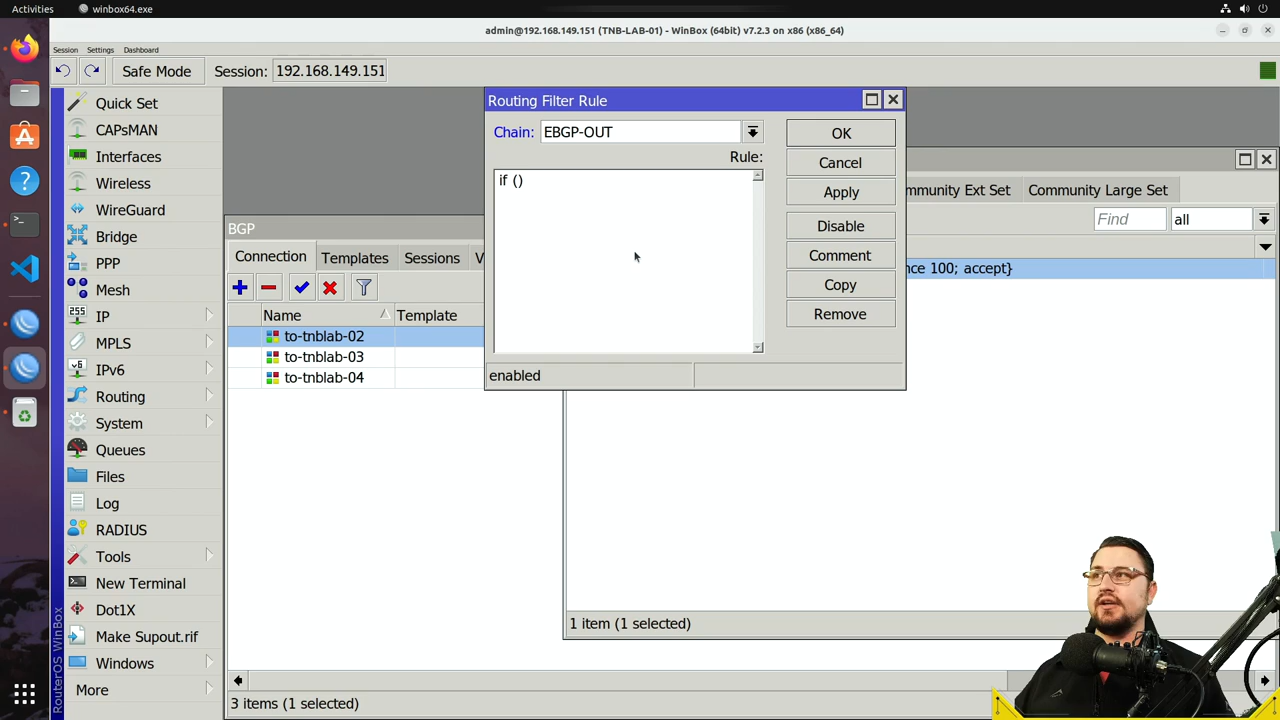 Activities
winbox64.exe
admin@192.168.149.151 (TNB-LAB-01) - WinBox (64bit) v7.2.3 on x86 (x86_64)
Session Settings Dashboard
Safe Mode Session: 192.168.149.151
Quick Set
CAPsMAN
Interfaces
Wireless
WireGuard
Bridge
PPP
Mesh
255
IP
MPLS
v6
IPv6
Routing
System
Queues
Files
Log
RADIUS
Tools
New Terminal
Dot1X
Make Supout.rif
Windows
More
RouterOS WinBox
BGP
Connection Templates Sessions V
Name Template
to-tnblab-02
to-tnblab-03
to-tnblab-04
3 items (1 selected)
Routing Filter Rule
Chain: EBGP-OUT
Rule:
if ()
OK
Cancel
Apply
Disable
Comment
Copy
Remove
enabled
mmunity Ext Set Community Large Set
Find all
nce 100; accept}
1 item (1 selected)